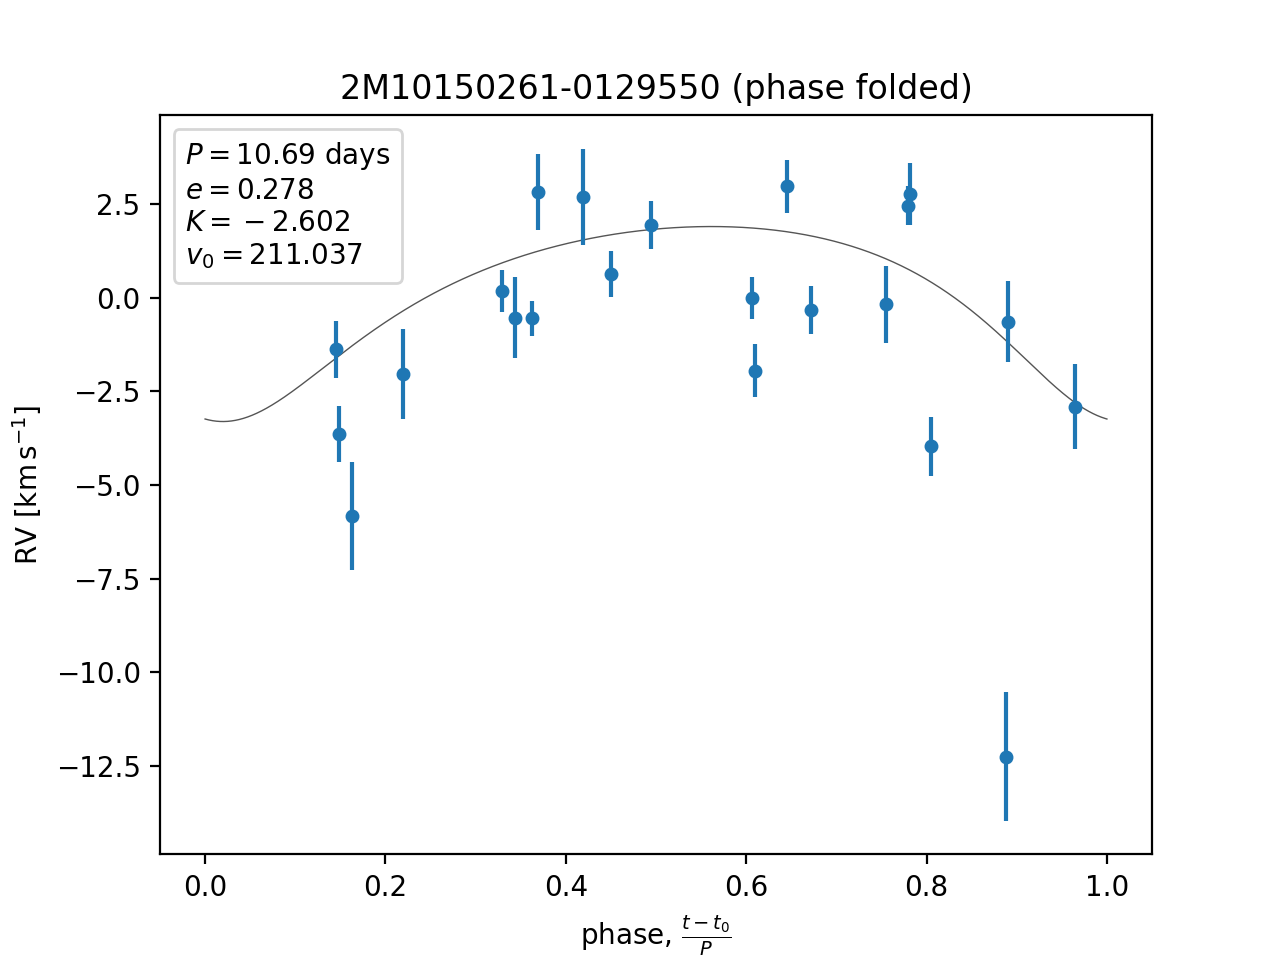 2M10150261-0129550 (phase folded)
P = 10.69 days
e = 0.278
K = −2.602
v₀ = 211.037
2.5
0.0
−2.5
−5.0
−7.5
−10.0
−12.5
RV [km s⁻¹]
0.0 0.2 0.4 0.6 0.8 1.0
phase, (t − t₀)/P